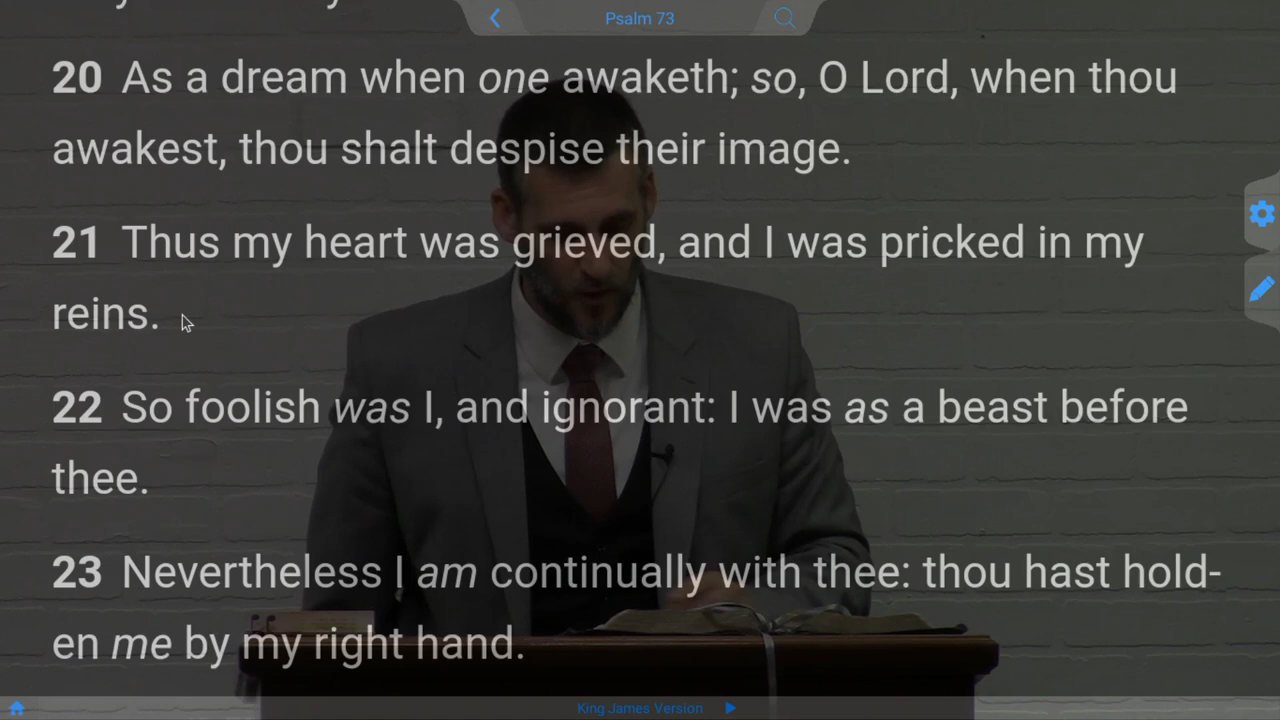 Psalm 73
20 As a dream when one awaketh; so, O Lord, when thou
awakest, thou shalt despise their image.
21 Thus my heart was grieved, and I was pricked in my
reins.
22 So foolish was I, and ignorant: I was as a beast before
thee.
23 Nevertheless I am continually with thee: thou hast hold-
en me by my right hand.
King James Version